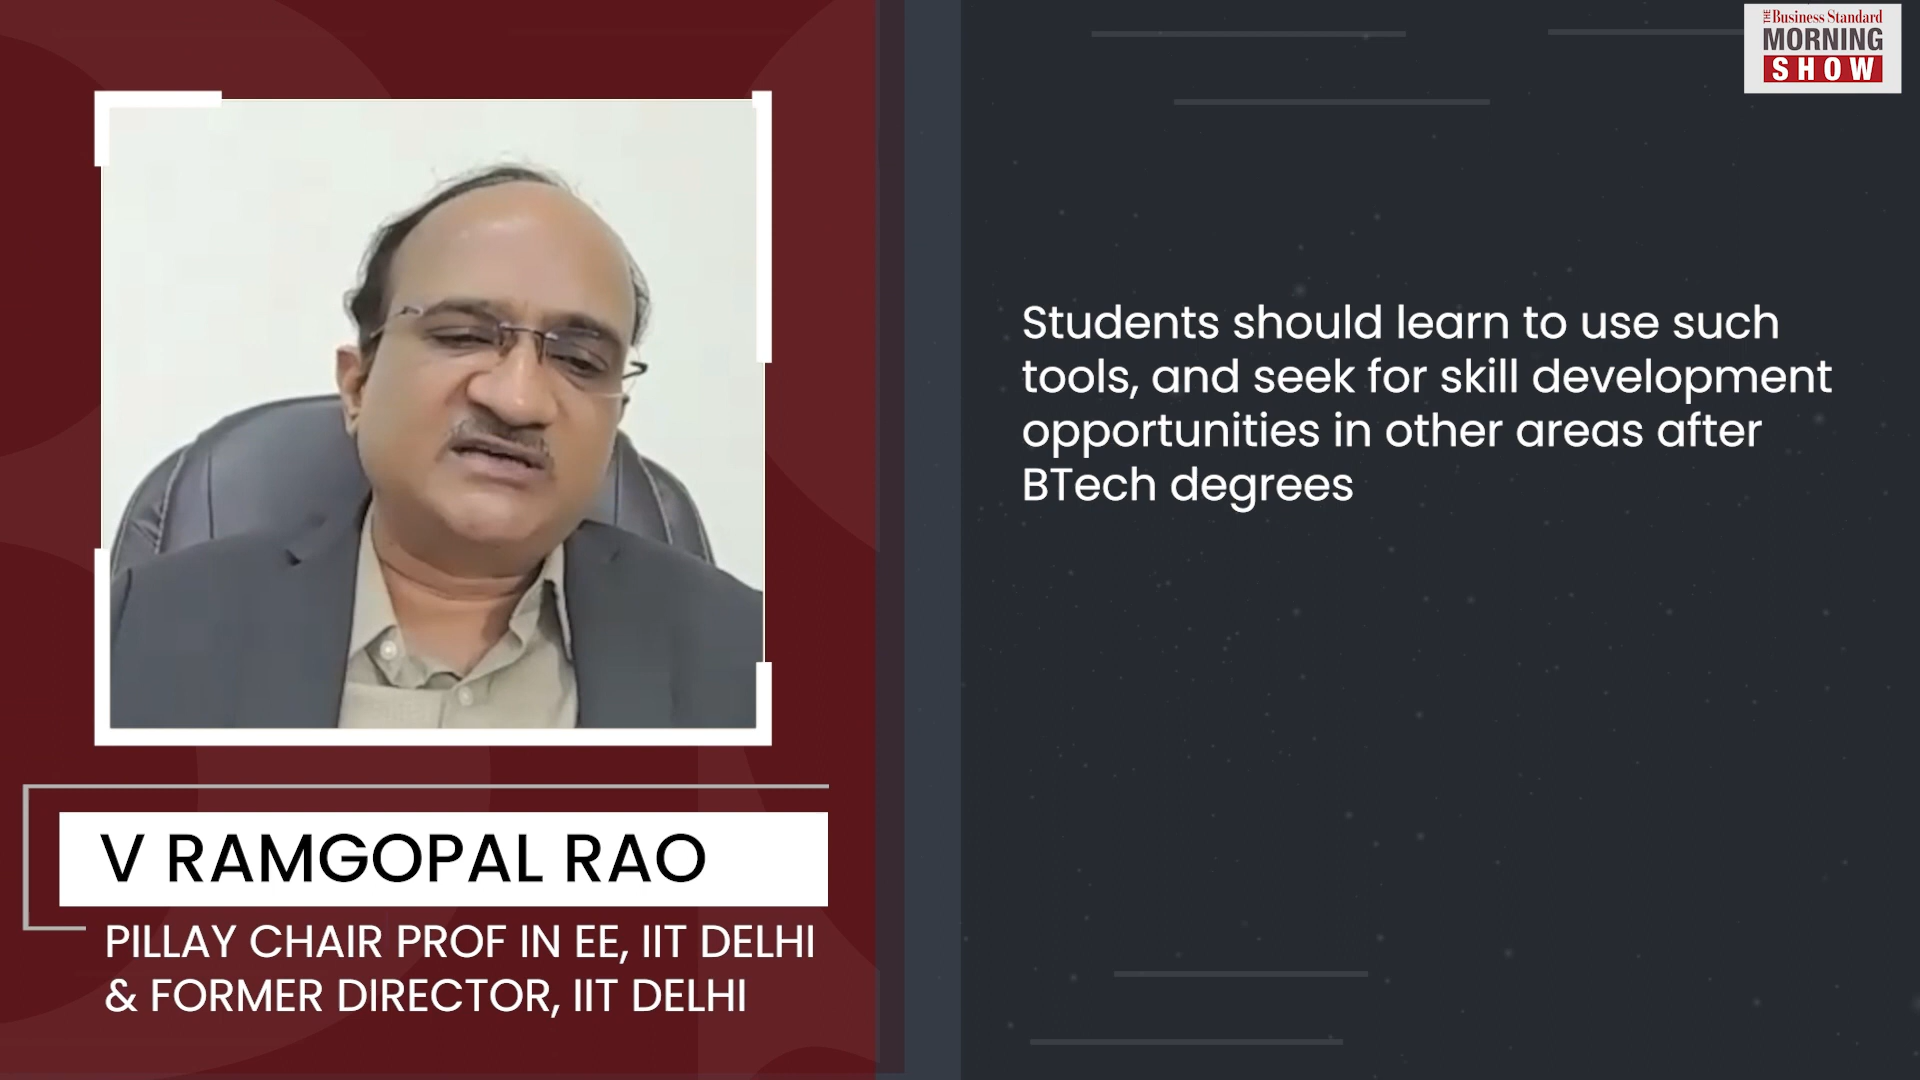 THE Business Standard
MORNING
SHOW
Students should learn to use such
tools, and seek for skill development
opportunities in other areas after
BTech degrees
V RAMGOPAL RAO
PILLAY CHAIR PROF IN EE, IIT DELHI
& FORMER DIRECTOR, IIT DELHI